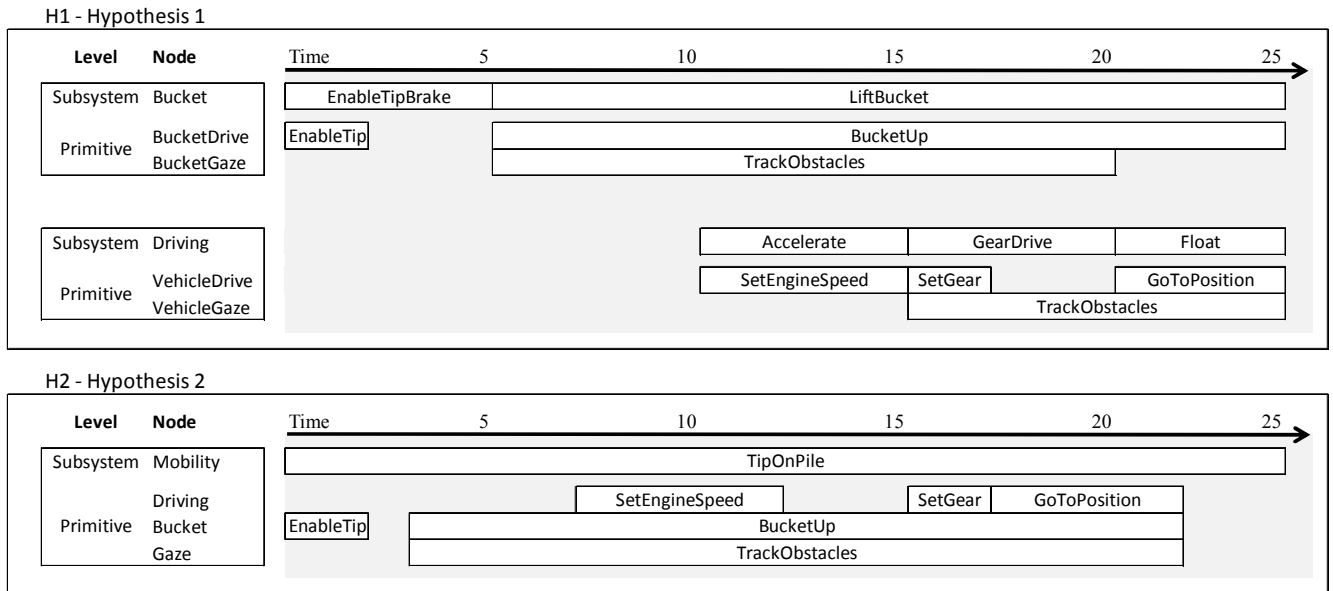 H1 - Hypothesis 1
Level Node Time 5 10 15 20 25
Subsystem Bucket EnableTipBrake LiftBucket
Primitive
BucketDrive EnableTip BucketUp
BucketGaze TrackObstacles
Subsystem Driving Accelerate GearDrive Float
Primitive
VehicleDrive SetEngineSpeed SetGear GoToPosition
VehicleGaze TrackObstacles
H2 - Hypothesis 2
Level Node Time 5 10 15 20 25
Subsystem Mobility TipOnPile
Driving SetEngineSpeed SetGear GoToPosition
Primitive Bucket EnableTip BucketUp
Gaze TrackObstacles